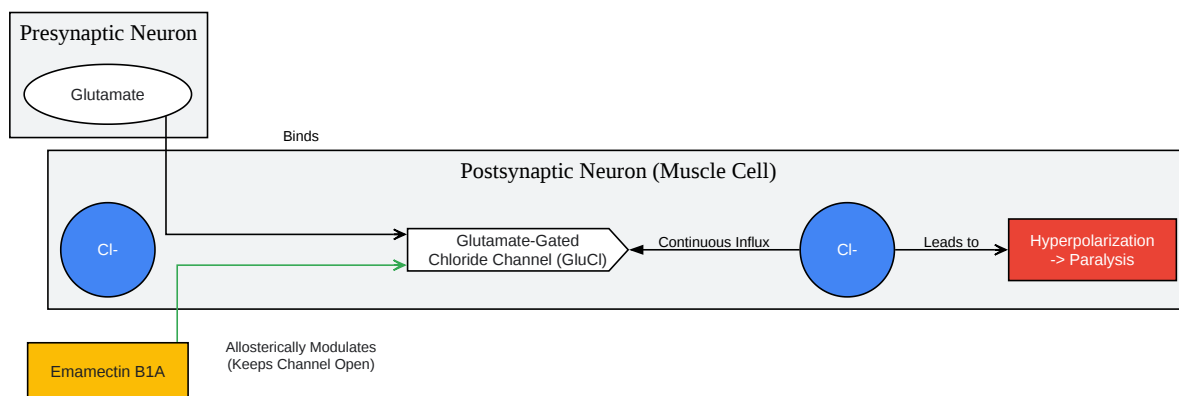 Presynaptic Neuron
Glutamate
Binds
Postsynaptic Neuron (Muscle Cell)
Cl-
Glutamate-Gated
Chloride Channel (GluCl)
Continuous Influx
Cl-
Leads to
Hyperpolarization
-> Paralysis
Emamectin B1A
Allosterically Modulates
(Keeps Channel Open)